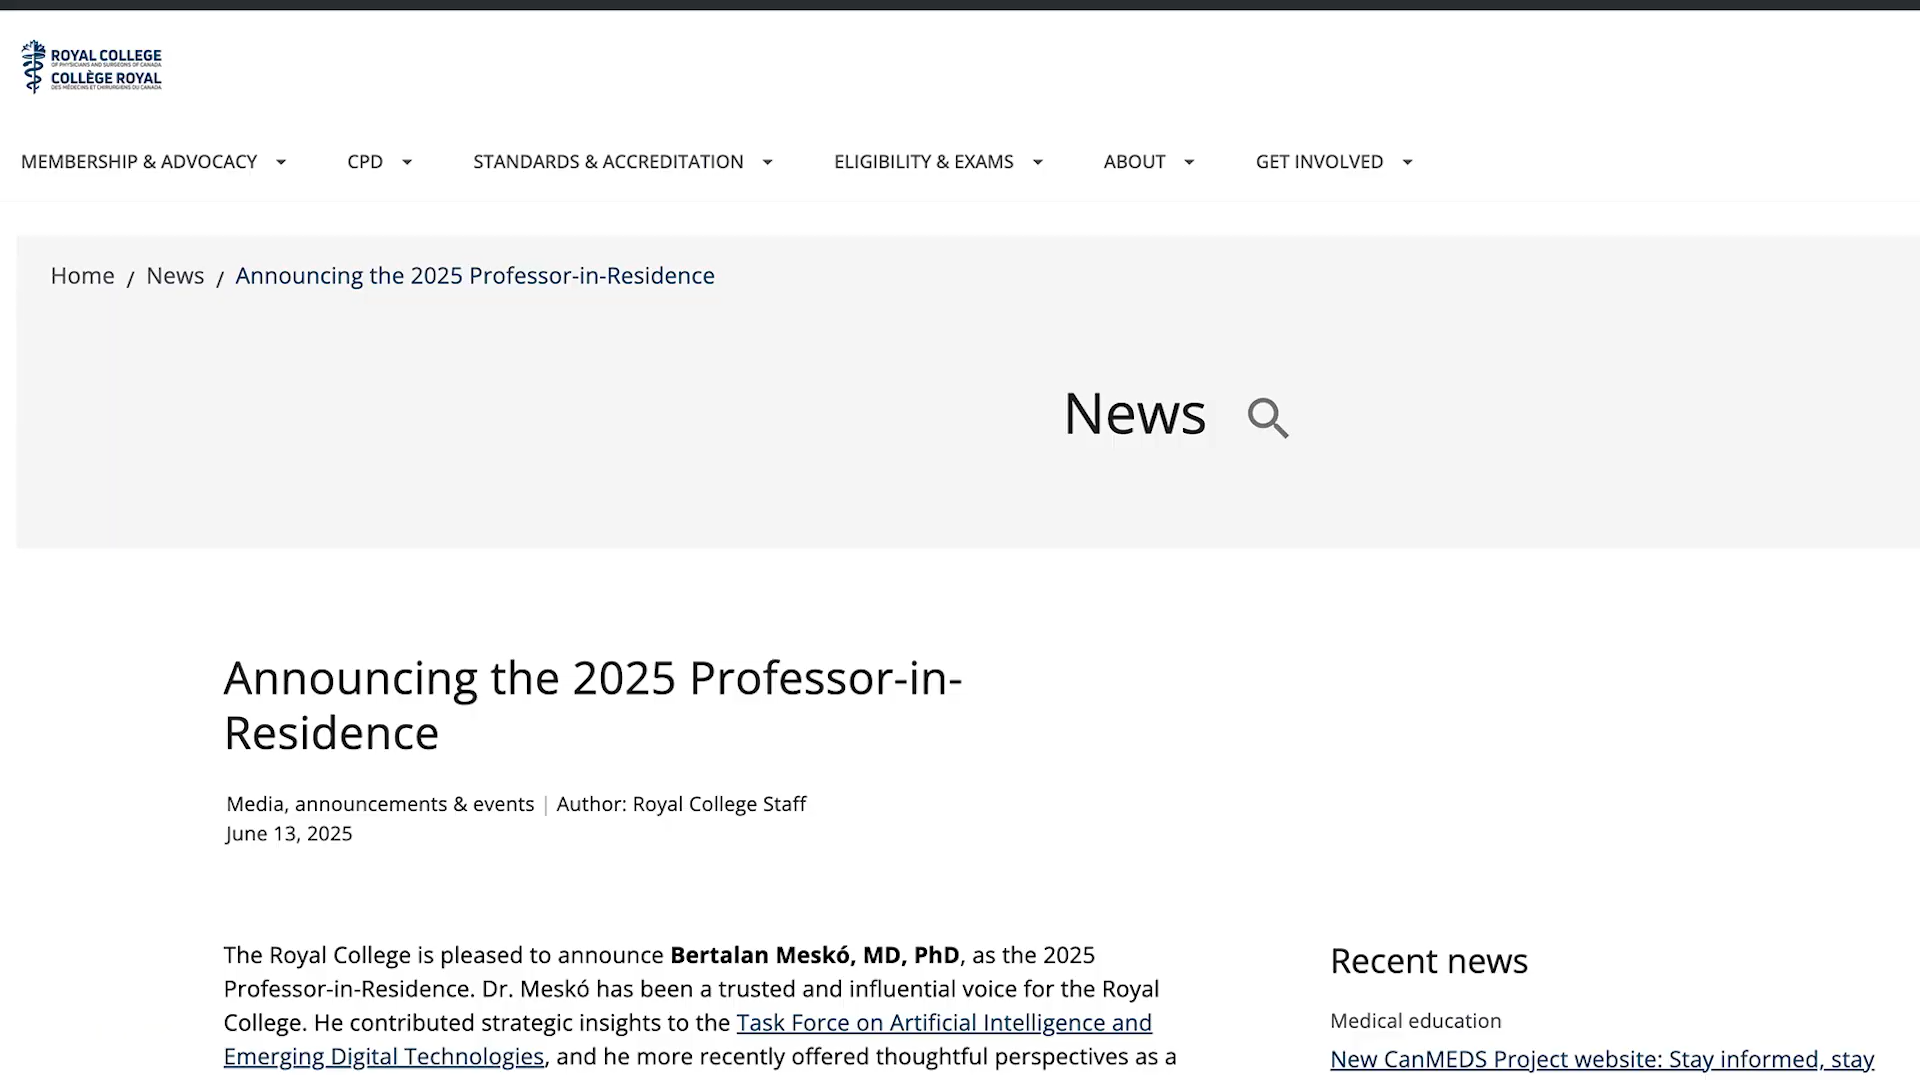 ROYAL COLLEGE
OF PHYSICIANS AND SURGEONS OF CANADA
COLLÈGE ROYAL
DES MÉDECINS ET CHIRURGIENS DU CANADA
MEMBERSHIP & ADVOCACY CPD STANDARDS & ACCREDITATION ELIGIBILITY & EXAMS ABOUT GET INVOLVED
Home / News / Announcing the 2025 Professor-in-Residence
News
Announcing the 2025 Professor-in-
Residence
Media, announcements & events | Author: Royal College Staff
June 13, 2025
The Royal College is pleased to announce Bertalan Meskó, MD, PhD, as the 2025
Professor-in-Residence. Dr. Meskó has been a trusted and influential voice for the Royal
College. He contributed strategic insights to the Task Force on Artificial Intelligence and
Emerging Digital Technologies, and he more recently offered thoughtful perspectives as a
Recent news
Medical education
New CanMEDS Project website: Stay informed, stay